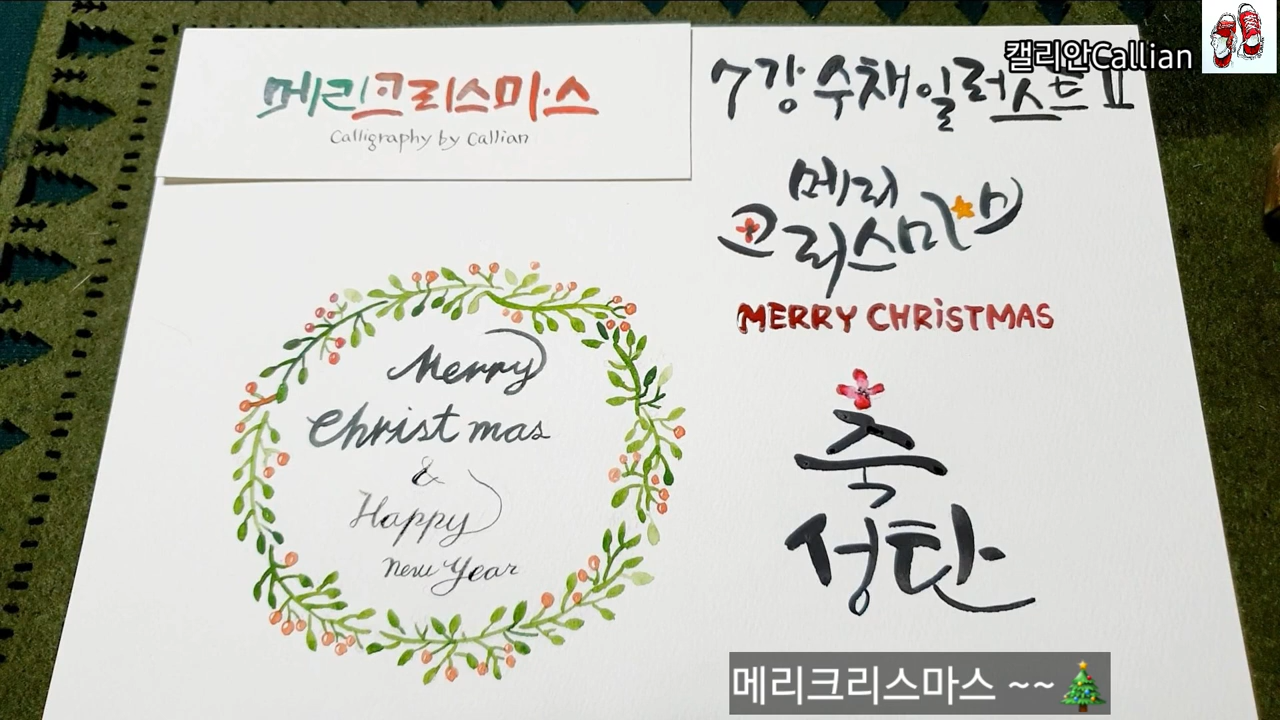 캘리안Callian
메리크리스마스
Calligraphy by Callian
7강 수채일러스트 II
메리
크리스마스
MERRY CHRiSTMAS
Merry
Christmas
&
Happy
New Year
축
성탄
메리크리스마스 ~~🎄